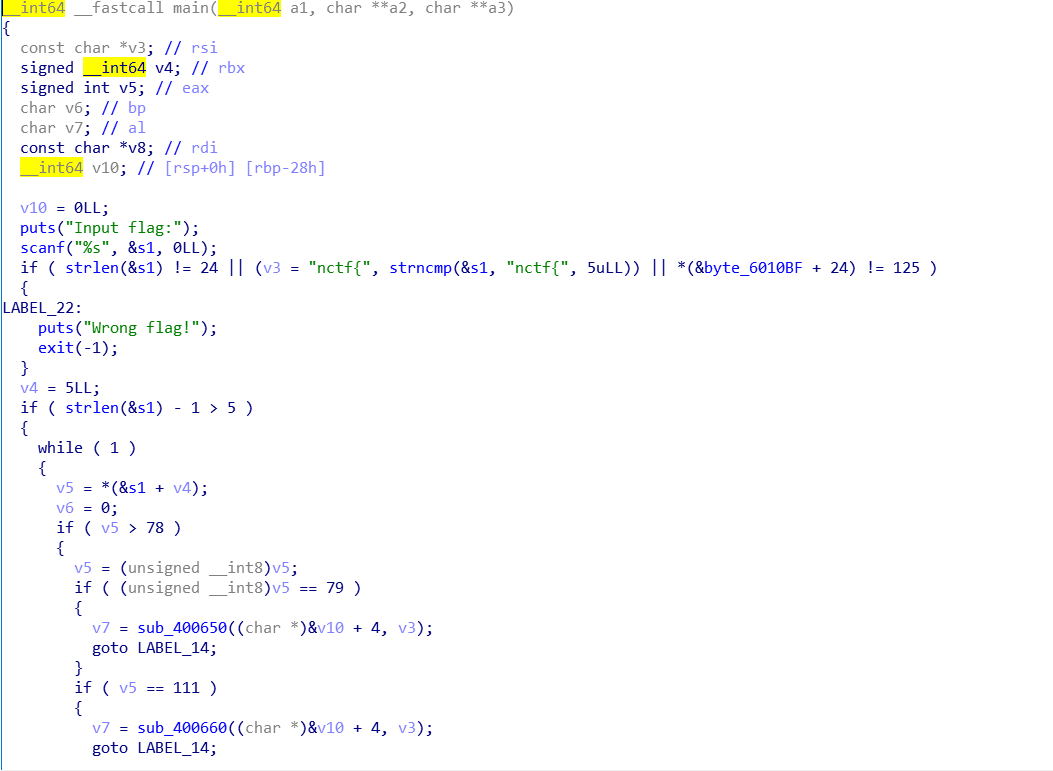 __int64 __fastcall main(__int64 a1, char **a2, char **a3)
{
  const char *v3; // rsi
  signed __int64 v4; // rbx
  signed int v5; // eax
  char v6; // bp
  char v7; // al
  const char *v8; // rdi
  __int64 v10; // [rsp+0h] [rbp-28h]

  v10 = 0LL;
  puts("Input flag:");
  scanf("%s", &s1, 0LL);
  if ( strlen(&s1) != 24 || (v3 = "nctf{", strncmp(&s1, "nctf{", 5uLL)) || *(&byte_6010BF + 24) != 125 )
  {
LABEL_22:
    puts("Wrong flag!");
    exit(-1);
  }
  v4 = 5LL;
  if ( strlen(&s1) - 1 > 5 )
  {
    while ( 1 )
    {
      v5 = *(&s1 + v4);
      v6 = 0;
      if ( v5 > 78 )
      {
        v5 = (unsigned __int8)v5;
        if ( (unsigned __int8)v5 == 79 )
        {
          v7 = sub_400650((char *)&v10 + 4, v3);
          goto LABEL_14;
        }
        if ( v5 == 111 )
        {
          v7 = sub_400660((char *)&v10 + 4, v3);
          goto LABEL_14;